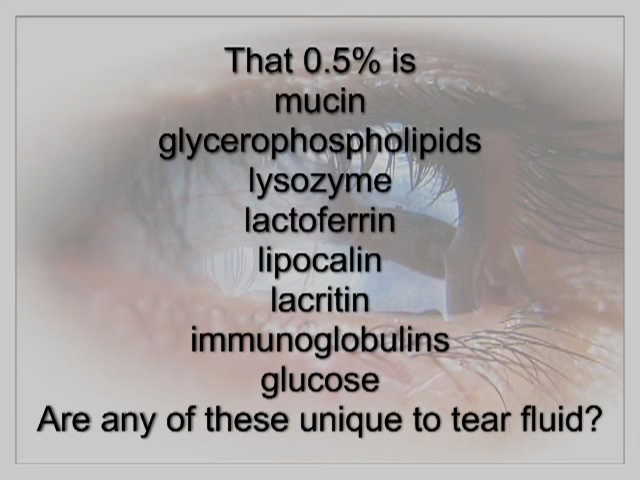 That 0.5% is
mucin
glycerophospholipids
lysozyme
lactoferrin
lipocalin
lacritin
immunoglobulins
glucose
Are any of these unique to tear fluid?